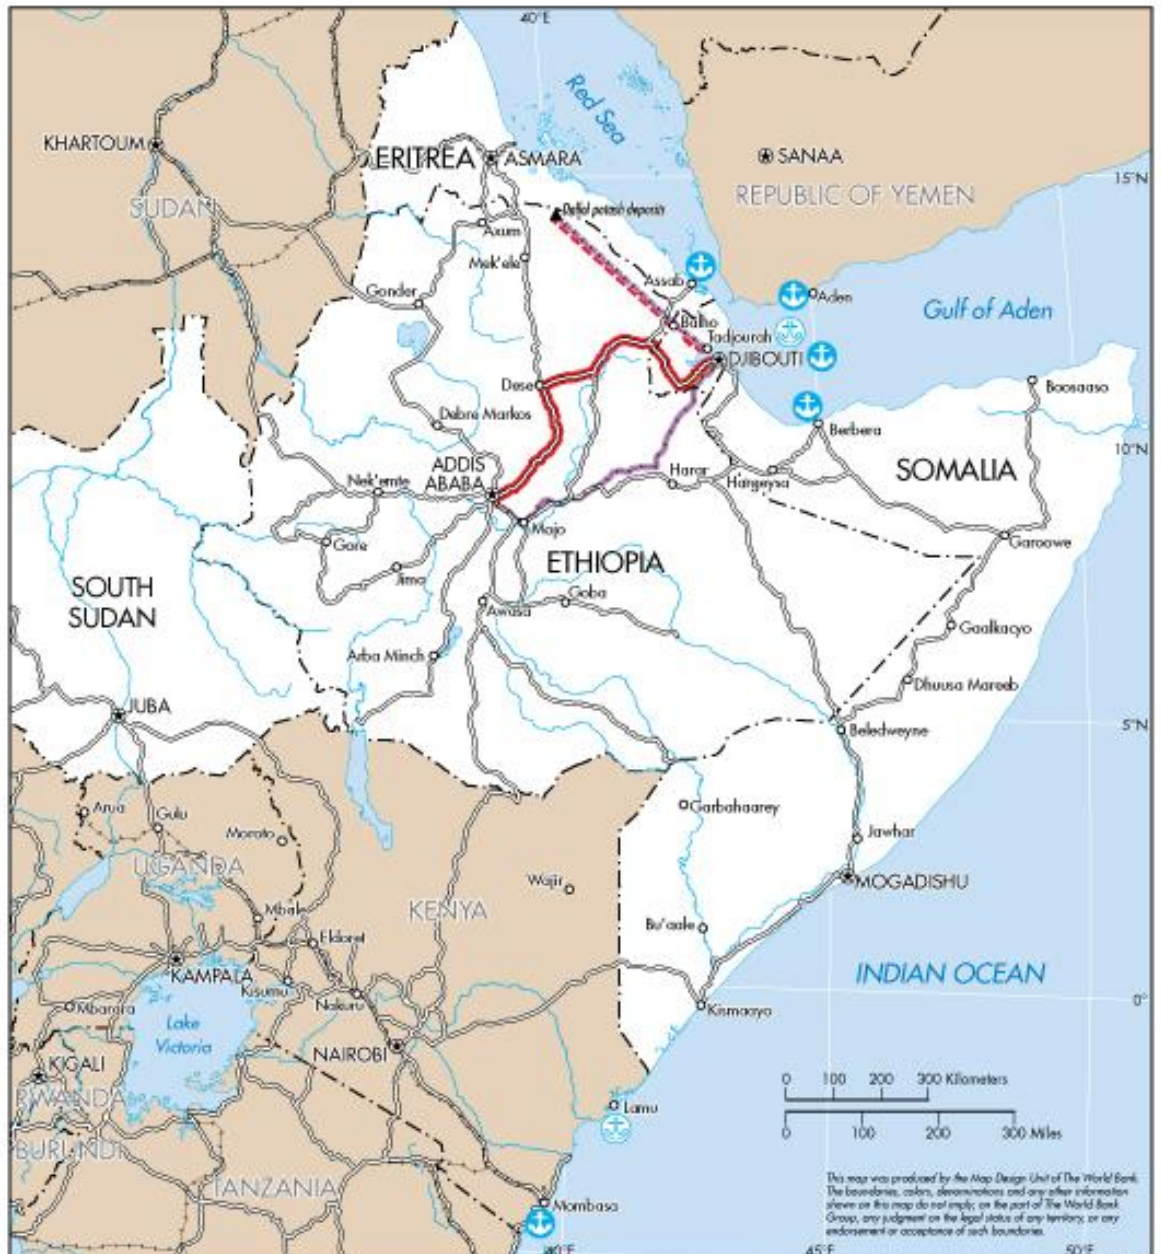 40°E
Red Sea
KHARTOUM
ERITREA
ASMARA
SANAA
15°N
SUDAN
REPUBLIC OF YEMEN
Dallol potash deposits
Axum
Mek'ele
Assab
Gonder
Aden
Gulf of Aden
Balho
Tadjourah
DJIBOUTI
Dese
Boosaaso
Debre Markos
Berbera
10°N
ADDIS
ABABA
Harar
Hargeysa
SOMALIA
Nek'emte
Mojo
Gore
Garoowe
ETHIOPIA
Jima
SOUTH
SUDAN
Goba
Awasa
Gaalkacyo
Arba Minch
Dhuusa Mareeb
JUBA
Beledweyne
5°N
Arua
Gulu
Garbahaarey
Moroto
Jawhar
UGANDA
MOGADISHU
Wajir
KENYA
Mbale
Bu'aale
Eldoret
KAMPALA
INDIAN OCEAN
Kisumu
Nakuru
0°
Mbarara
Kismaayo
Lake
Victoria
NAIROBI
KIGALI
0 100 200 300 Kilometers
RWANDA
Lamu
0 100 200 300 Miles
BURUNDI
TANZANIA
This map was produced by the Map Design Unit of The World Bank.
The boundaries, colors, denominations and any other information
shown on this map do not imply, on the part of The World Bank
Group, any judgment on the legal status of any territory, or any
endorsement or acceptance of such boundaries.
Mombasa
40°E
45°E
50°E